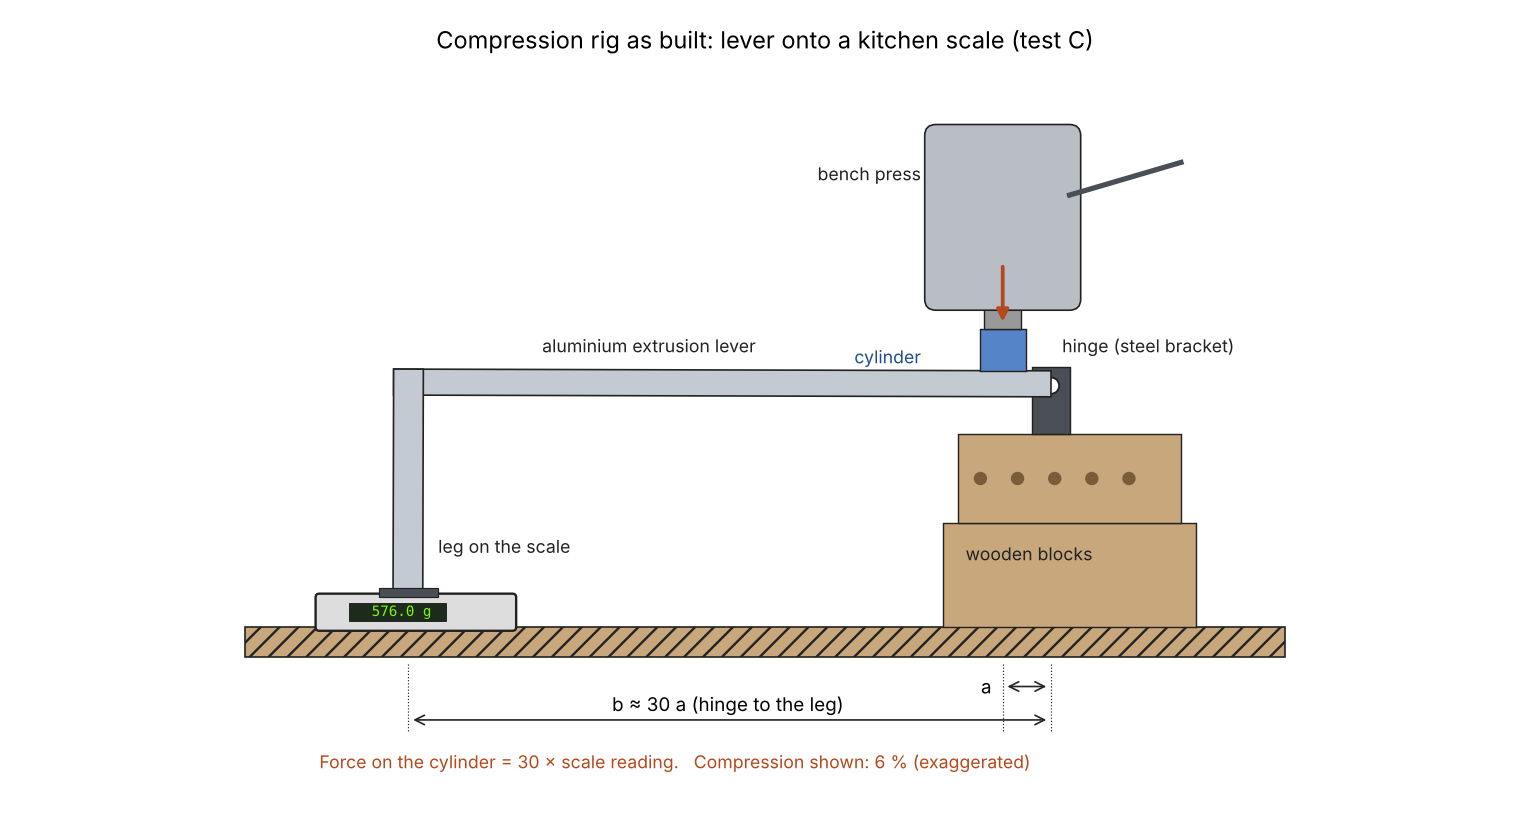 Compression rig as built: lever onto a kitchen scale (test C)
bench press
aluminium extrusion lever
cylinder
hinge (steel bracket)
leg on the scale
wooden blocks
576.0 g
a
b ≈ 30 a (hinge to the leg)
Force on the cylinder = 30 × scale reading.   Compression shown: 6 % (exaggerated)